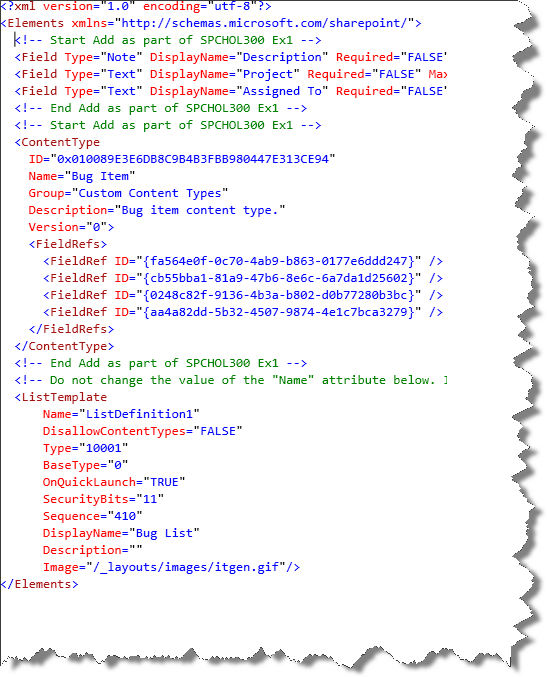 <?xml version="1.0" encoding="utf-8"?>
<Elements xmlns="http://schemas.microsoft.com/sharepoint/">
<!-- Start Add as part of SPCHOL300 Ex1 -->
<Field Type="Note" DisplayName="Description" Required="FALSE"
<Field Type="Text" DisplayName="Project" Required="FALSE" Max
<Field Type="Text" DisplayName="Assigned To" Required="FALSE"
<!-- End Add as part of SPCHOL300 Ex1 -->
<!-- Start Add as part of SPCHOL300 Ex1 -->
<ContentType
ID="0x010089E3E6DB8C9B4B3FBB980447E313CE94"
Name="Bug Item"
Group="Custom Content Types"
Description="Bug item content type."
Version="0">
<FieldRefs>
<FieldRef ID="{fa564e0f-0c70-4ab9-b863-0177e6ddd247}" />
<FieldRef ID="{cb55bba1-81a9-47b6-8e6c-6a7da1d25602}" />
<FieldRef ID="{0248c82f-9136-4b3a-b802-d0b77280b3bc}" />
<FieldRef ID="{aa4a82dd-5b32-4507-9874-4e1c7bca3279}" />
</FieldRefs>
</ContentType>
<!-- End Add as part of SPCHOL300 Ex1 -->
<!-- Do not change the value of the "Name" attribute below. I
<ListTemplate
Name="ListDefinition1"
DisallowContentTypes="FALSE"
Type="10001"
BaseType="0"
OnQuickLaunch="TRUE"
SecurityBits="11"
Sequence="410"
DisplayName="Bug List"
Description=""
Image="/_layouts/images/itgen.gif"/>
</Elements>